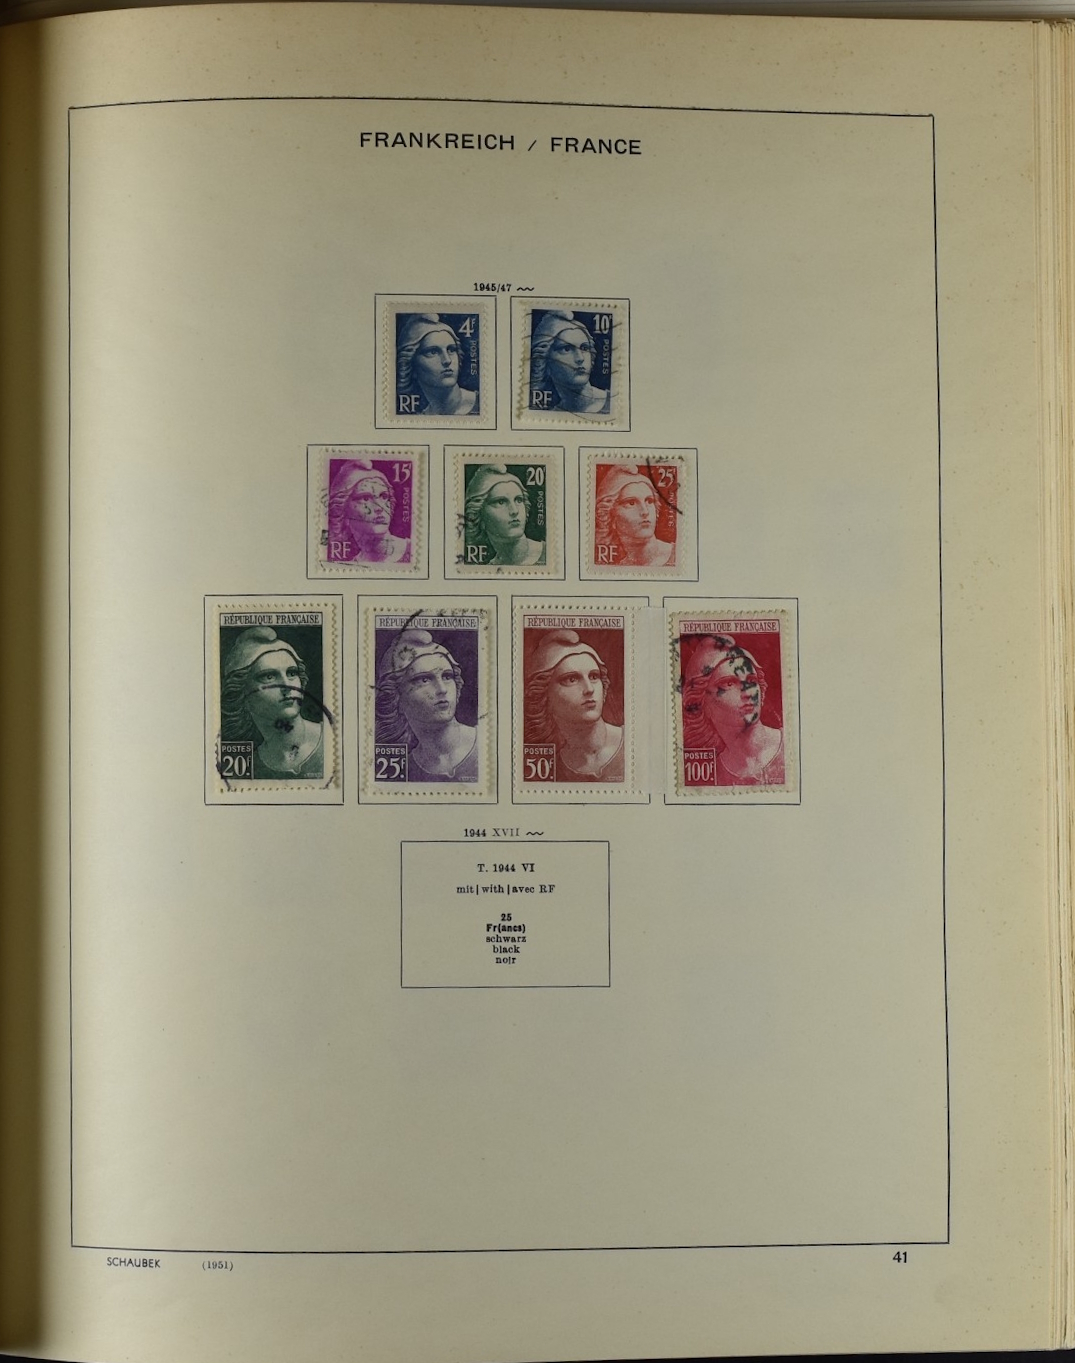 FRANKREICH / FRANCE
1945/47
4F POSTES RF
10F POSTES RF
15F POSTES RF
20F POSTES RF
25F POSTES RF
RÉPUBLIQUE FRANÇAISE
POSTES
20F.
RÉPUBLIQUE FRANÇAISE
POSTES
25F.
RÉPUBLIQUE FRANÇAISE
POSTES
50F.
RÉPUBLIQUE FRANÇAISE
POSTES
100F.
1944 XVII
T. 1944 VI
mit | with | avec RF
25
Fr(ancs)
schwarz
black
noir
SCHAUBEK (1951) 41